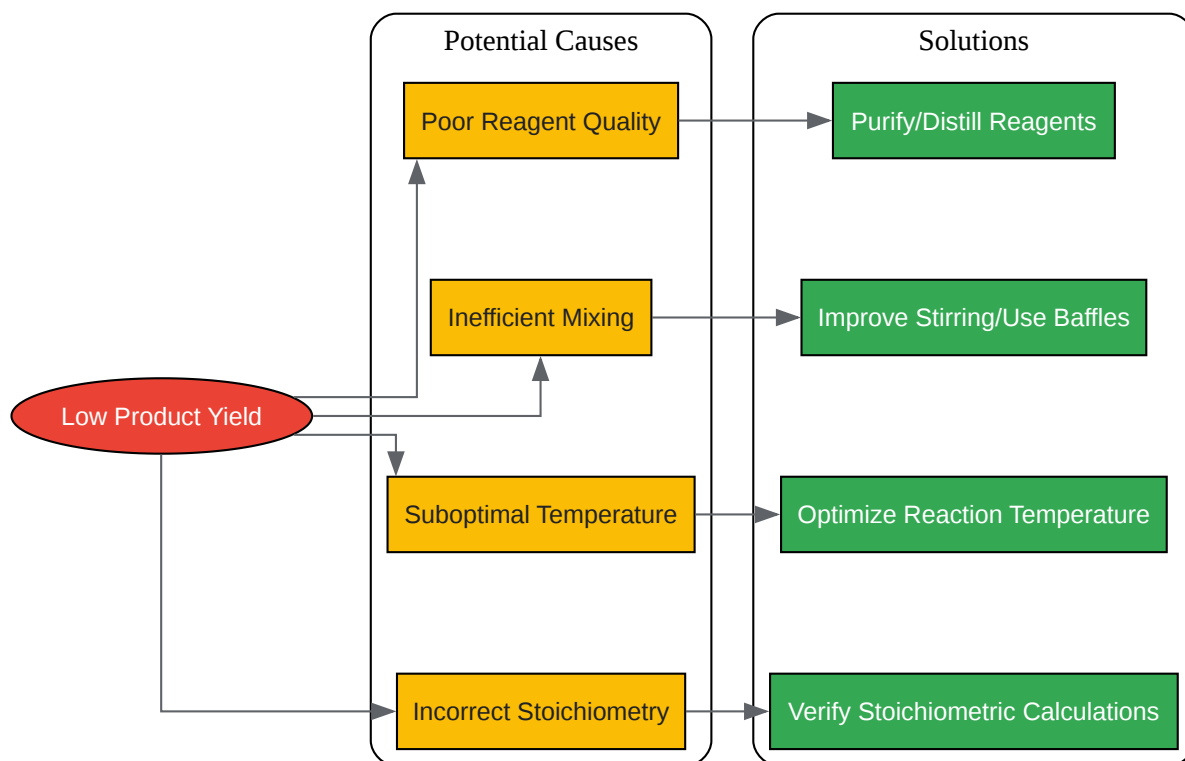 Potential Causes
Solutions
Poor Reagent Quality
Purify/Distill Reagents
Inefficient Mixing
Improve Stirring/Use Baffles
Low Product Yield
Suboptimal Temperature
Optimize Reaction Temperature
Incorrect Stoichiometry
Verify Stoichiometric Calculations